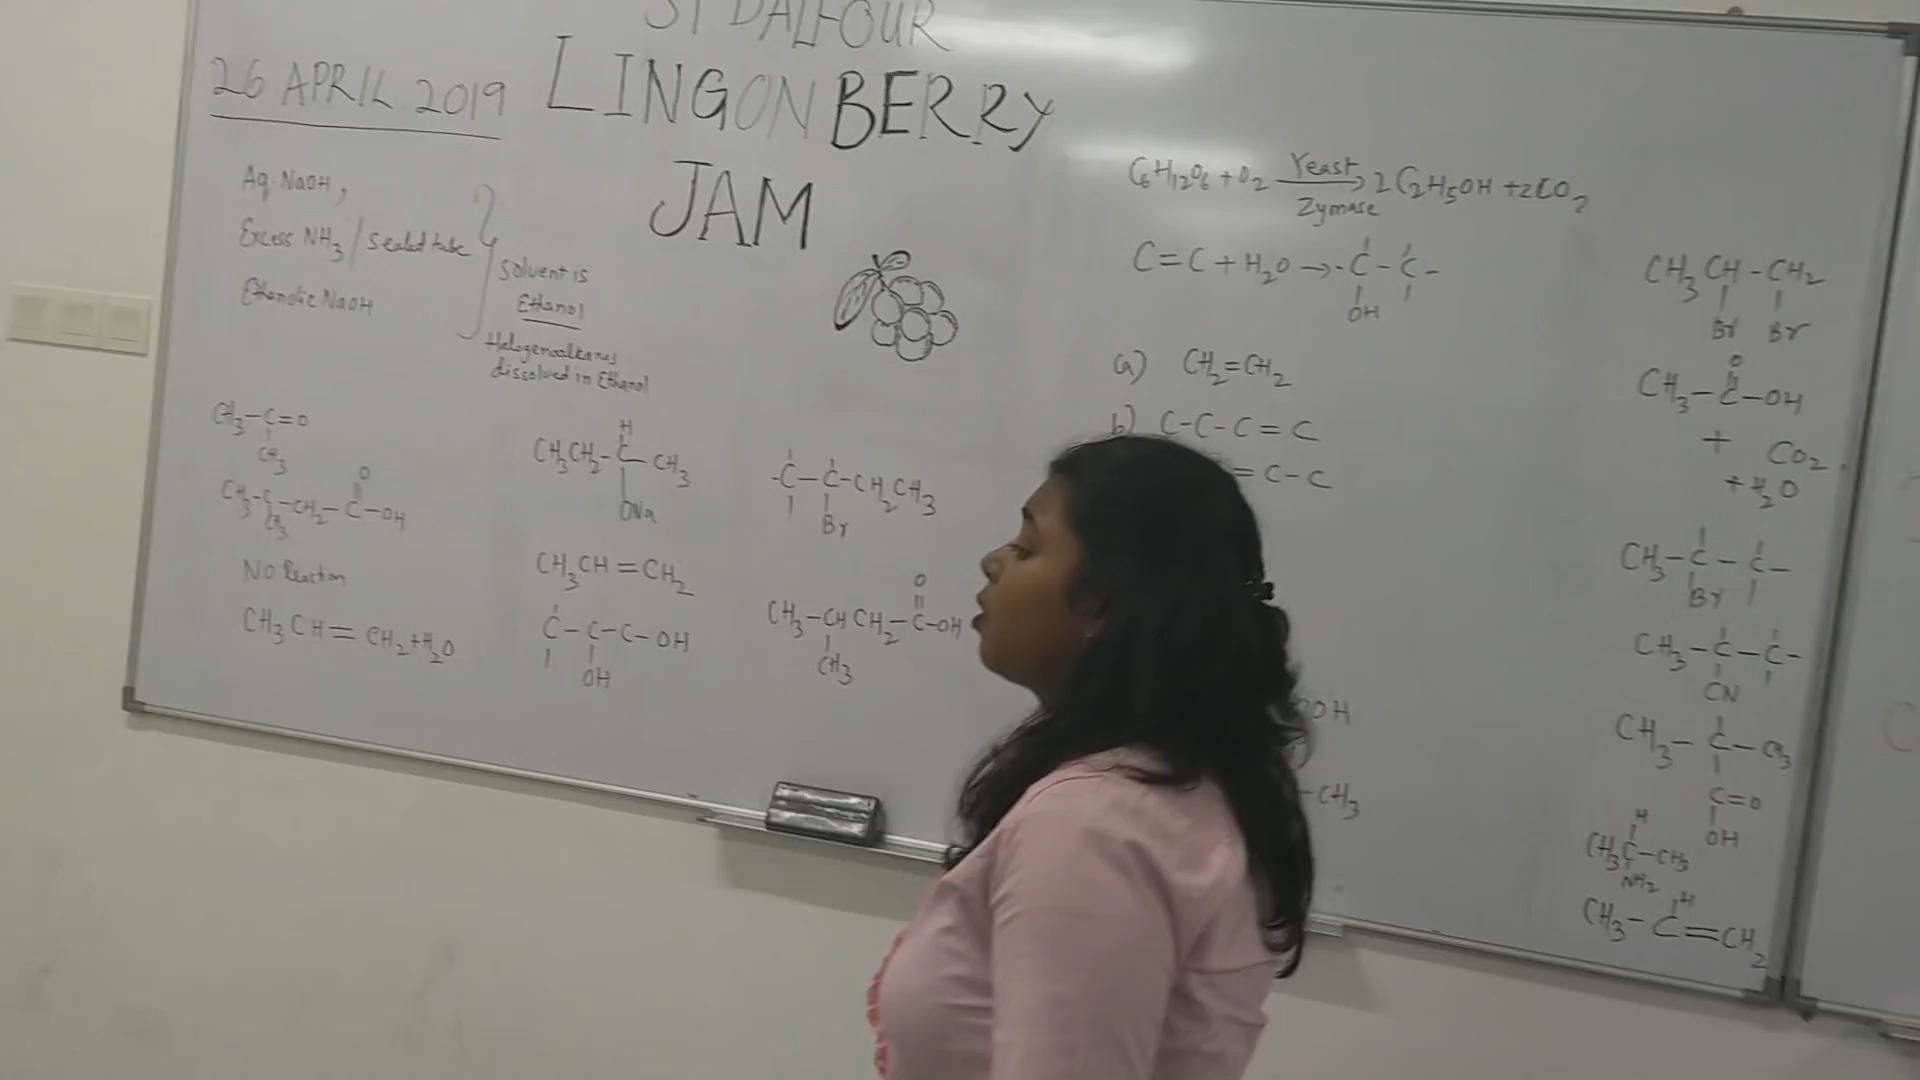 ST DALFOUR
LINGONBERRY
JAM
26 APRIL 2019
Aq. NaOH,
Excess NH3 / Sealed tube
Ethanolic NaOH
Solvent is
Ethanol
Halogenoalkanes
dissolved in Ethanol
CH3-C=O
CH3
O
CH3-C-CH2-C-OH
CH3
No Reaction
CH3CH=CH2+H2O
H
CH3CH2-C-CH3
ONa
CH3CH=CH2
C-C-C-OH
OH
-C-C-CH2CH3
Br
O
CH3-CHCH2-C-OH
CH3
C6H12O6+O2 Yeast → 2C2H5OH+2CO2
Zymase
C=C+H2O→-C-C-
OH
a) CH2=CH2
b) C-C-C=C
=C-C
OH
-CH3
CH3CH-CH2
Br Br
O
CH3-C-OH
+ CO2
+H2O
CH3-C-C-
Br
CH3-C-C-
CN
CH3-C-CH3
C=O
OH
H
CH3C-CH3
NH2
H
CH3-C=CH2